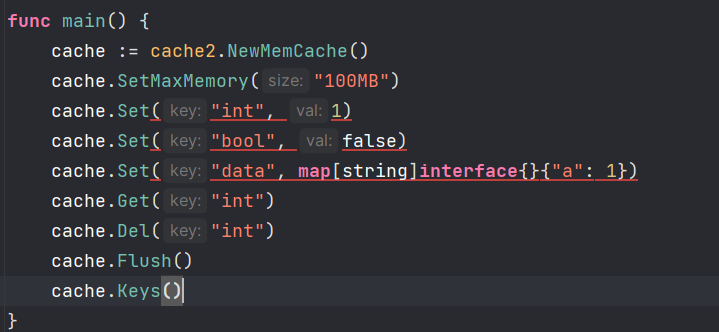 func main() {
    cache := cache2.NewMemCache()
    cache.SetMaxMemory( size: "100MB")
    cache.Set( key: "int", val: 1)
    cache.Set( key: "bool", val: false)
    cache.Set( key: "data", map[string]interface{}{"a": 1})
    cache.Get( key: "int")
    cache.Del( key: "int")
    cache.Flush()
    cache.Keys()
}